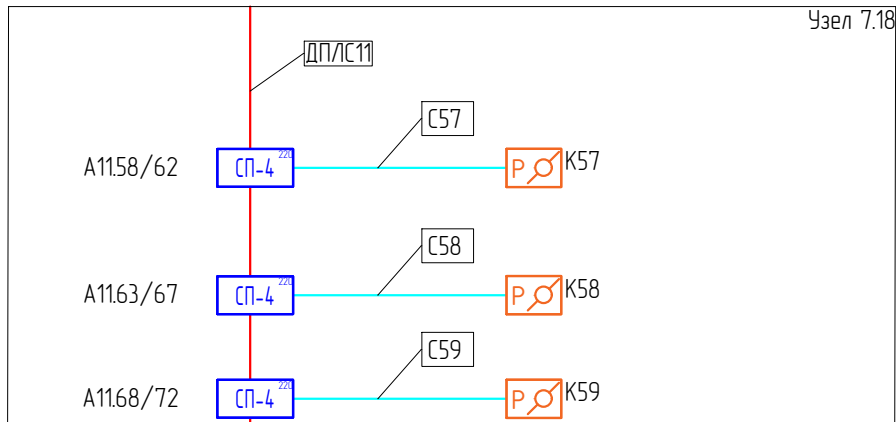 Узел 7.18
ДП/1С11
С57
А11.58/62
СП-4
220
Р
К57
С58
А11.63/67
СП-4
220
Р
К58
С59
А11.68/72
СП-4
220
Р
К59